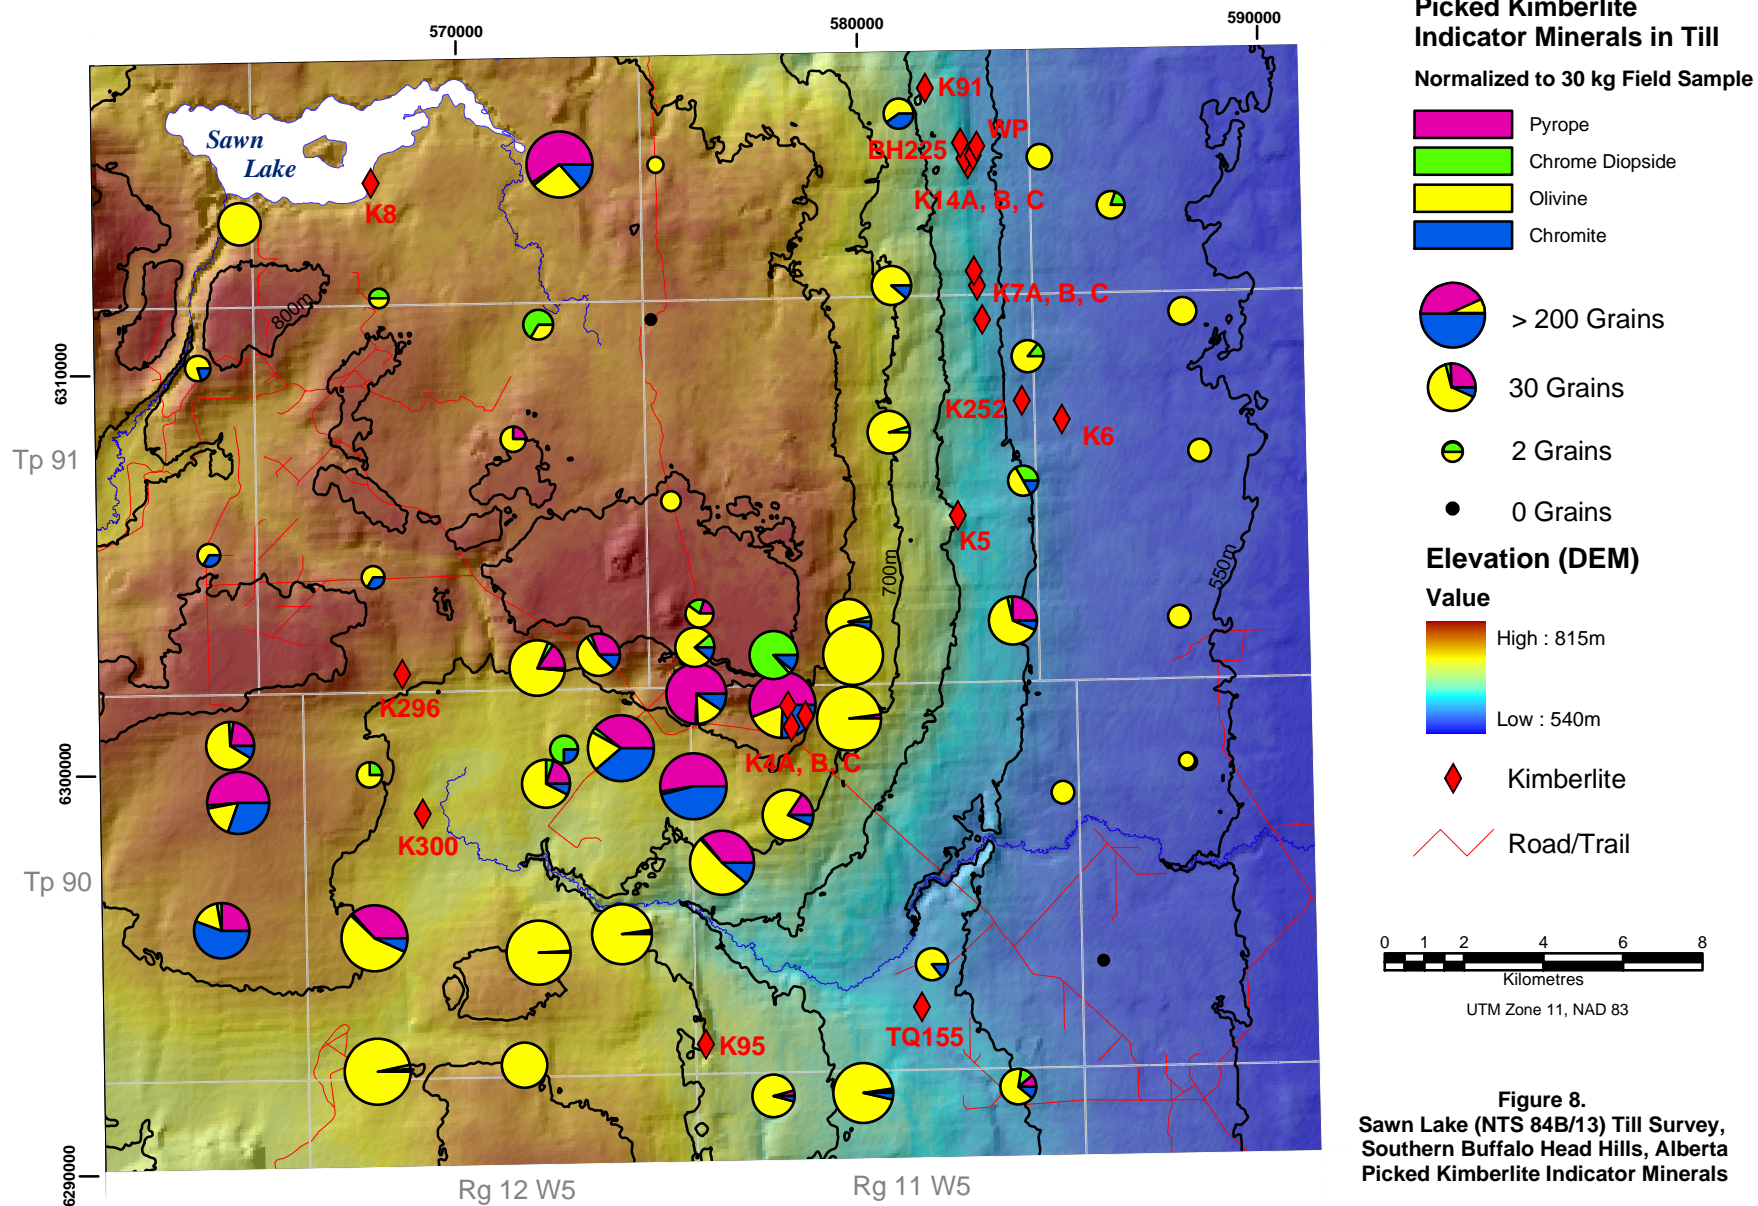 570000
580000
590000
6310000
6300000
6290000
Tp 91
Tp 90
Rg 12 W5
Rg 11 W5
Sawn
Lake
K8
K91
WP
BH225
K14A, B, C
K7A, B, C
K252
K6
K5
K296
K4A, B, C
K300
K95
TQ155
800m
700m
550m
Picked Kimberlite
Indicator Minerals in Till
Normalized to 30 kg Field Sample
Pyrope
Chrome Diopside
Olivine
Chromite
> 200 Grains
30 Grains
2 Grains
0 Grains
Elevation (DEM)
Value
High : 815m
Low : 540m
Kimberlite
Road/Trail
0 1 2 4 6 8
Kilometres
UTM Zone 11, NAD 83
Figure 8.
Sawn Lake (NTS 84B/13) Till Survey,
Southern Buffalo Head Hills, Alberta
Picked Kimberlite Indicator Minerals